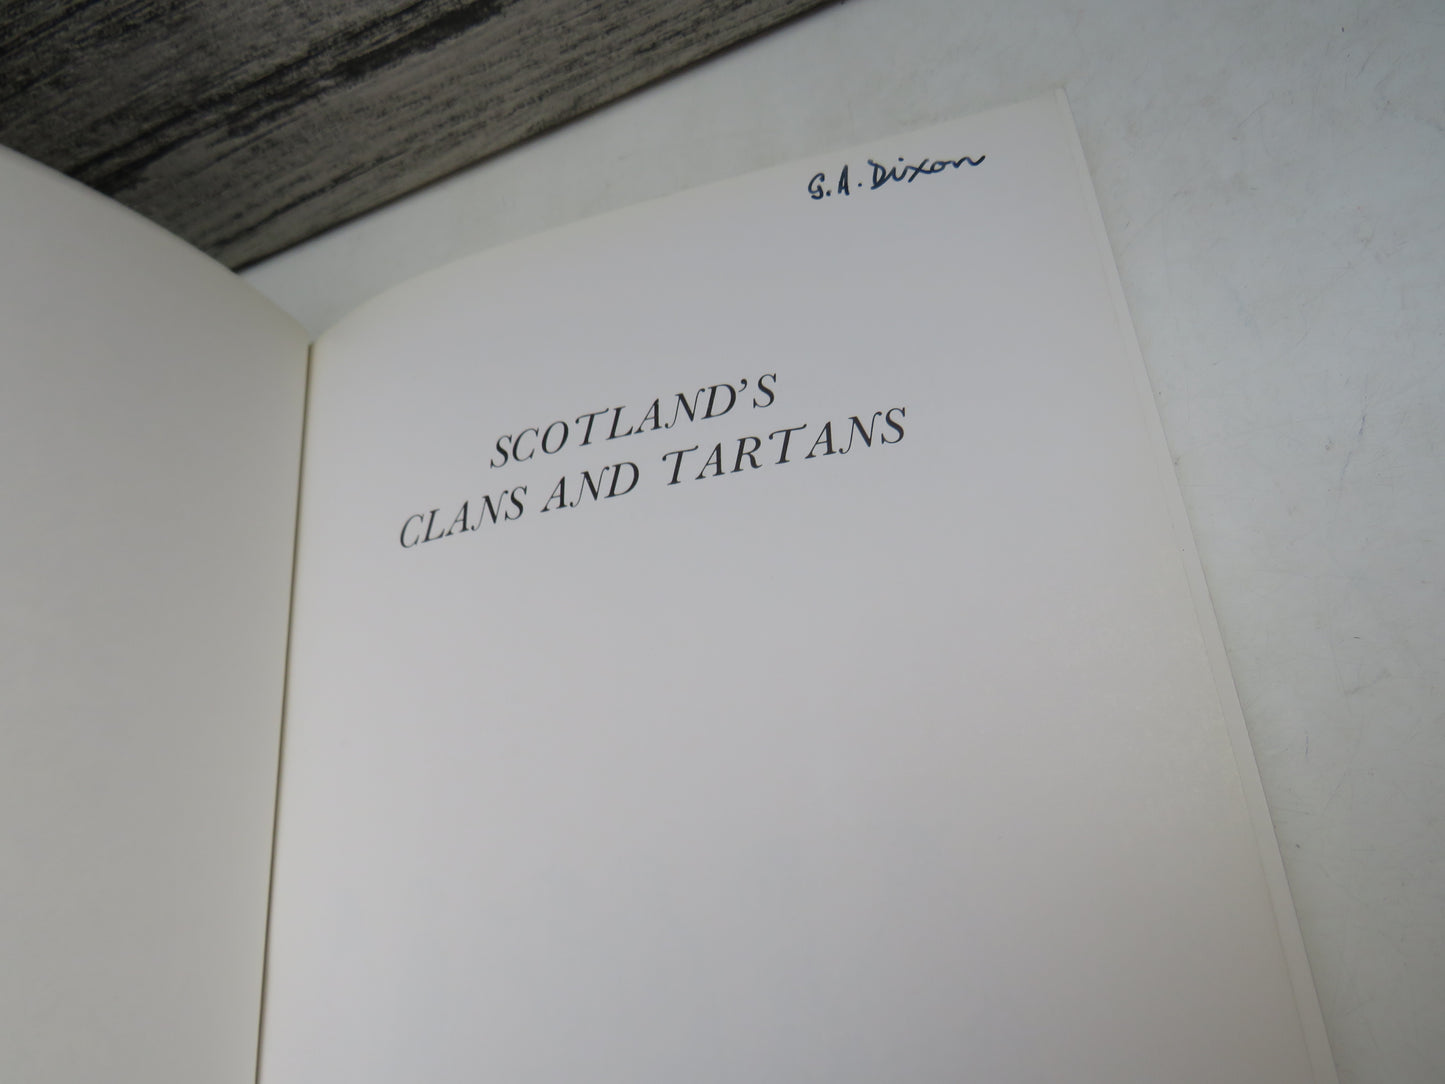 G.A. Dixon
SCOTLAND'S
CLANS AND TARTANS